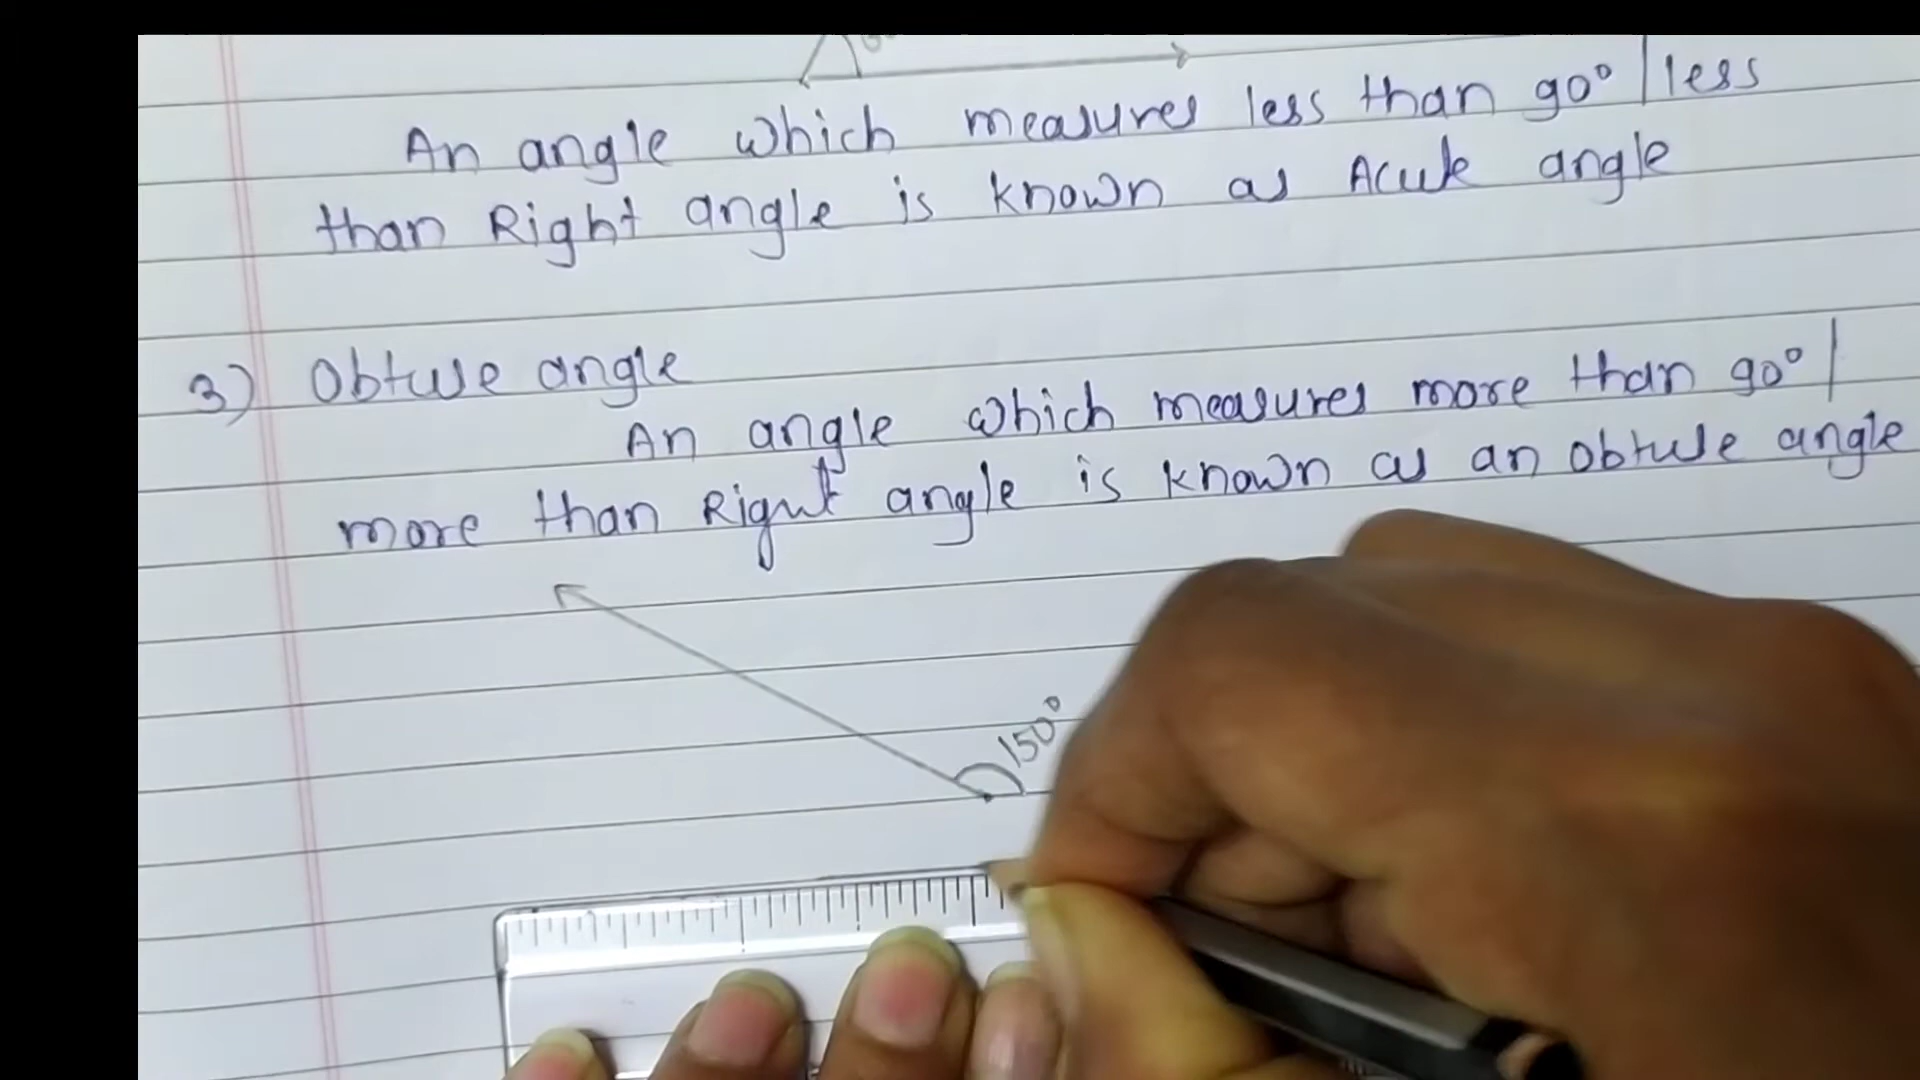 An angle which measures less than 90° / less
than Right angle is known as Acute angle
3) Obtuse angle
An angle which measures more than 90° /
more than Right angle is known as an obtuse angle
150°